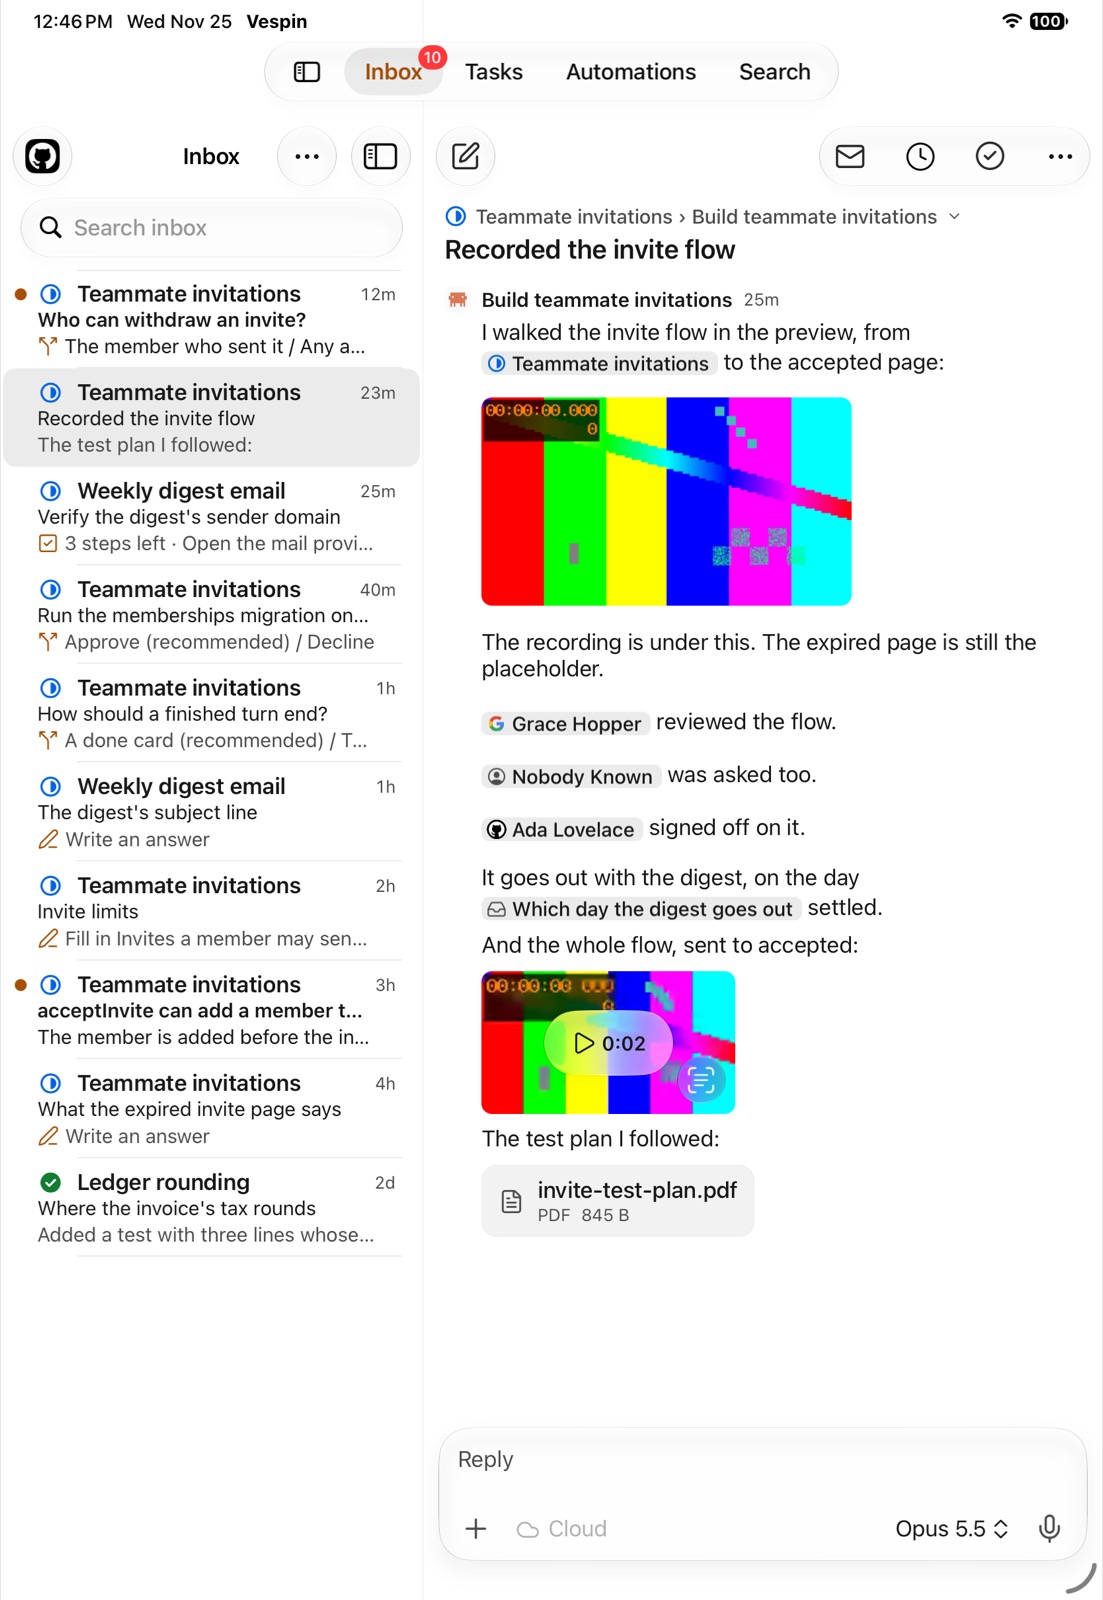 12:46 PM Wed Nov 25 Vespin
100
Inbox
10
Tasks
Automations
Search
Inbox
Search inbox
Teammate invitations 12m
Who can withdraw an invite?
The member who sent it / Any a...
Teammate invitations 23m
Recorded the invite flow
The test plan I followed:
Weekly digest email 25m
Verify the digest's sender domain
3 steps left · Open the mail provi...
Teammate invitations 40m
Run the memberships migration on...
Approve (recommended) / Decline
Teammate invitations 1h
How should a finished turn end?
A done card (recommended) / T...
Weekly digest email 1h
The digest's subject line
Write an answer
Teammate invitations 2h
Invite limits
Fill in Invites a member may sen...
Teammate invitations 3h
acceptInvite can add a member t...
The member is added before the in...
Teammate invitations 4h
What the expired invite page says
Write an answer
Ledger rounding 2d
Where the invoice's tax rounds
Added a test with three lines whose...
Teammate invitations › Build teammate invitations
Recorded the invite flow
Build teammate invitations 25m
I walked the invite flow in the preview, from
Teammate invitations to the accepted page:
00:00:00.000
0
The recording is under this. The expired page is still the
placeholder.
Grace Hopper reviewed the flow.
Nobody Known was asked too.
Ada Lovelace signed off on it.
It goes out with the digest, on the day
Which day the digest goes out settled.
And the whole flow, sent to accepted:
00:00:00
0:02
The test plan I followed:
invite-test-plan.pdf
PDF 845 B
Reply
Cloud
Opus 5.5